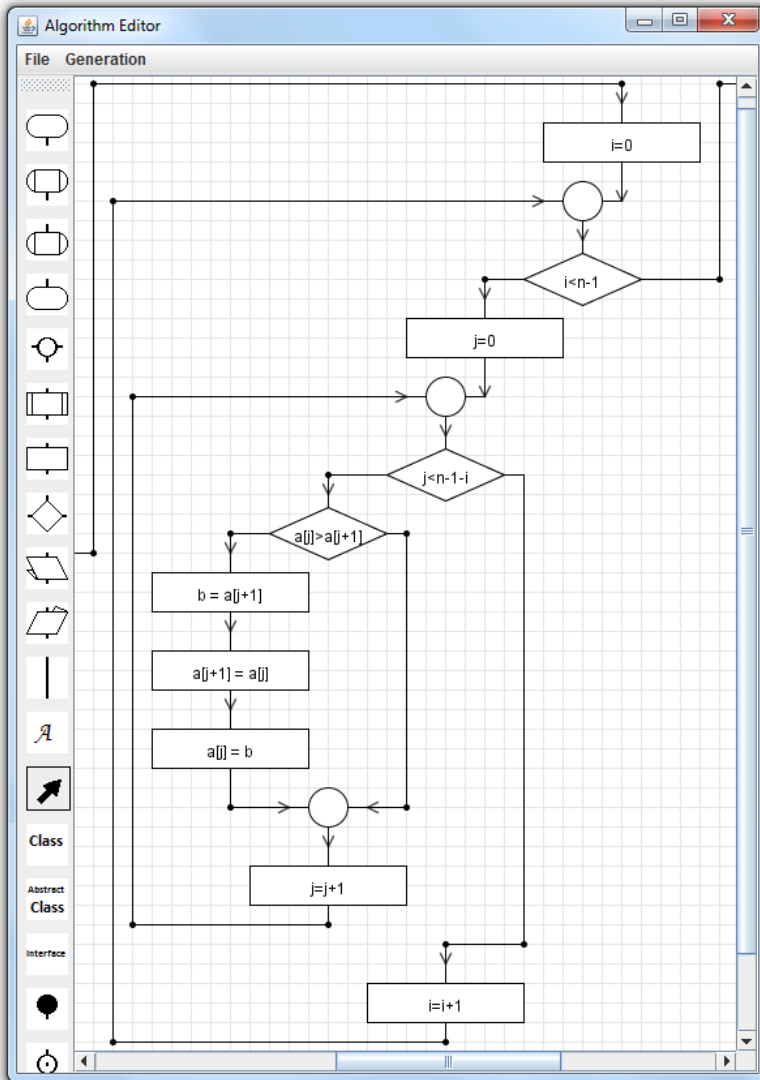 Algorithm Editor
File Generation
i=0
i<n-1
j=0
j<n-1-i
a[j]>a[j+1]
b = a[j+1]
a[j+1] = a[j]
a[j] = b
j=j+1
i=i+1
A
Class
Abstract
Class
Interface